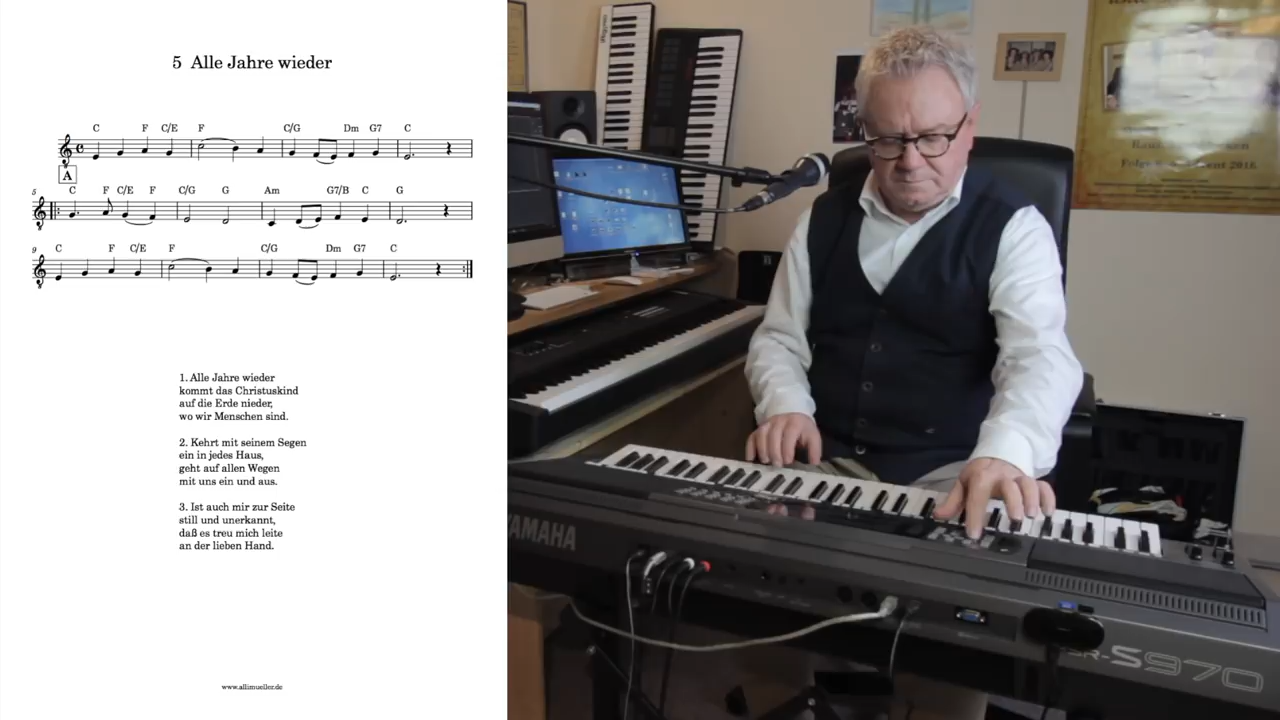 5 Alle Jahre wieder
C F C/E F C/G Dm G7 C
A
5
C F C/E F C/G G Am G7/B C G
9
C F C/E F C/G Dm G7 C
1. Alle Jahre wieder
kommt das Christuskind
auf die Erde nieder,
wo wir Menschen sind.
2. Kehrt mit seinem Segen
ein in jedes Haus,
geht auf allen Wegen
mit uns ein und aus.
3. Ist auch mir zur Seite
still und unerkannt,
daß es treu mich leite
an der lieben Hand.
www.allimueller.de
YAMAHA
S970